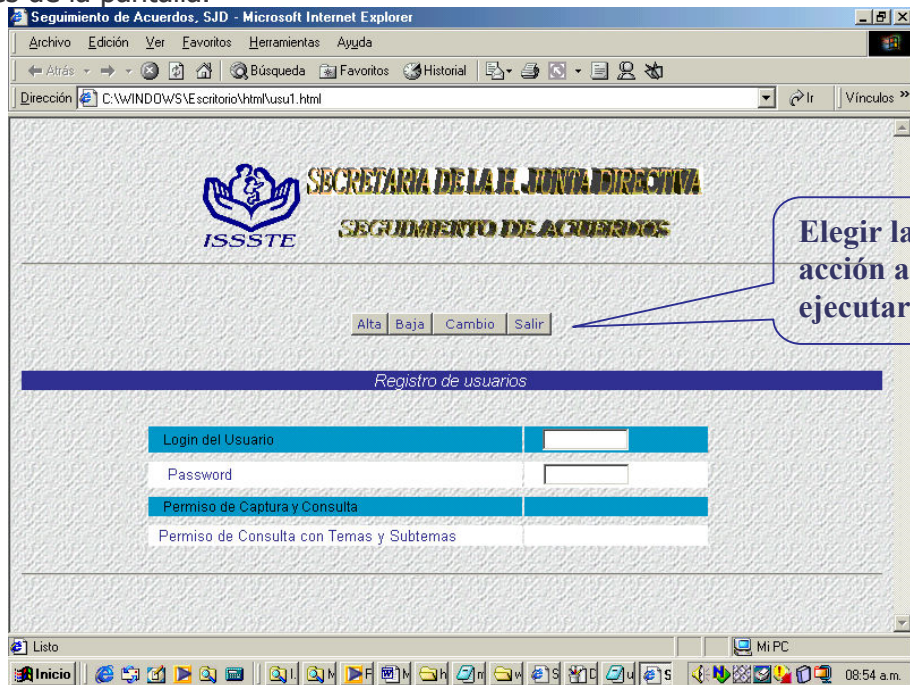 de la pantalla.
Seguimiento de Acuerdos, SJD - Microsoft Internet Explorer
Archivo Edición Ver Favoritos Herramientas Ayuda
Atrás Búsqueda Favoritos Historial
Dirección C:\WINDOWS\Escritorio\html\usu1.html Ir Vínculos »
SECRETARIA DE LA H. JUNTA DIRECTIVA
SEGUIMIENTO DE ACUERDOS
ISSSTE
Elegir la
acción a
ejecutar
Alta Baja Cambio Salir
Registro de usuarios
Login del Usuario
Password
Permiso de Captura y Consulta
Permiso de Consulta con Temas y Subtemas
Listo Mi PC
Inicio 08:54 a.m.